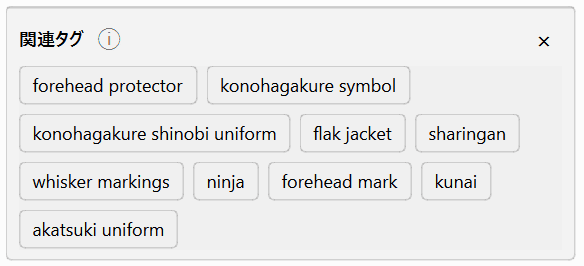 関連タグ
forehead protector konohagakure symbol
konohagakure shinobi uniform flak jacket sharingan
whisker markings ninja forehead mark kunai
akatsuki uniform